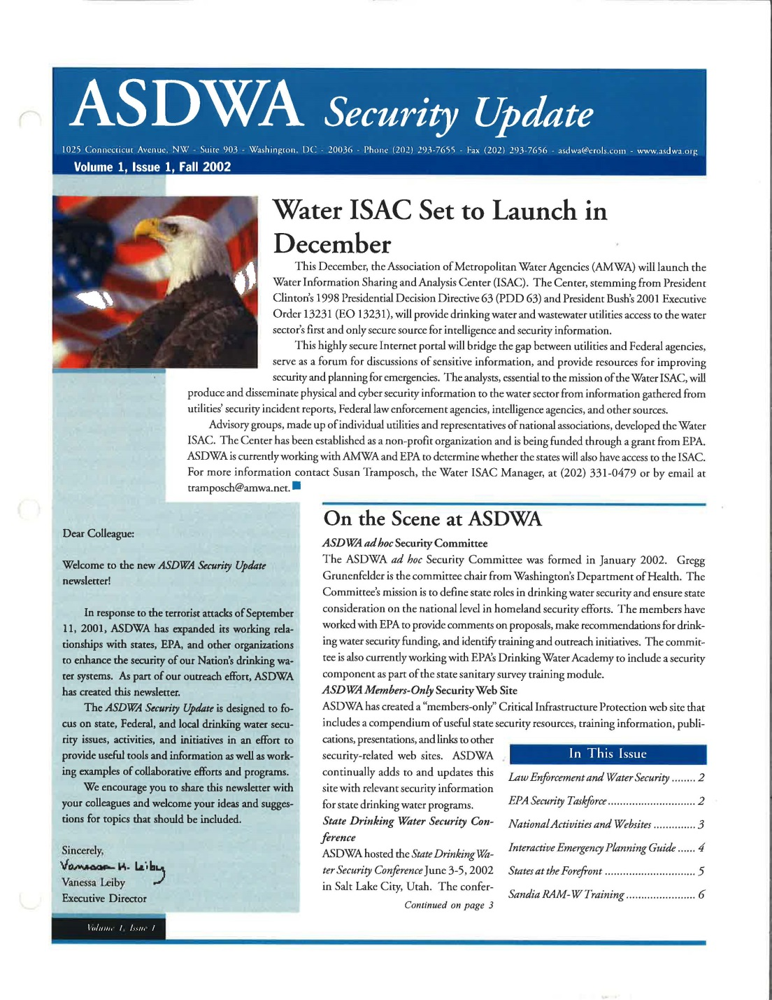 ASDWA Security Update
1025 Connecticut Avenue, NW - Suite 903 - Washington, DC - 20036 - Phone (202) 293-7655 - Fax (202) 293-7656 - asdwa@erols.com - www.asdwa.org
Volume 1, Issue 1, Fall 2002
Water ISAC Set to Launch in
December
This December, the Association of Metropolitan Water Agencies (AMWA) will launch the
Water Information Sharing and Analysis Center (ISAC). The Center, stemming from President
Clinton's 1998 Presidential Decision Directive 63 (PDD 63) and President Bush's 2001 Executive
Order 13231 (EO 13231), will provide drinking water and wastewater utilities access to the water
sector's first and only secure source for intelligence and security information.
This highly secure Internet portal will bridge the gap between utilities and Federal agencies,
serve as a forum for discussions of sensitive information, and provide resources for improving
security and planning for emergencies. The analysts, essential to the mission of the Water ISAC, will
produce and disseminate physical and cyber security information to the water sector from information gathered from
utilities' security incident reports, Federal law enforcement agencies, intelligence agencies, and other sources.
Advisory groups, made up of individual utilities and representatives of national associations, developed the Water
ISAC. The Center has been established as a non-profit organization and is being funded through a grant from EPA.
ASDWA is currently working with AMWA and EPA to determine whether the states will also have access to the ISAC.
For more information contact Susan Tramposch, the Water ISAC Manager, at (202) 331-0479 or by email at
tramposch@amwa.net.
Dear Colleague:
Welcome to the new ASDWA Security Update
newsletter!
In response to the terrorist attacks of September
11, 2001, ASDWA has expanded its working rela-
tionships with states, EPA, and other organizations
to enhance the security of our Nation's drinking wa-
ter systems. As part of our outreach effort, ASDWA
has created this newsletter.
The ASDWA Security Update is designed to fo-
cus on state, Federal, and local drinking water secu-
rity issues, activities, and initiatives in an effort to
provide useful tools and information as well as work-
ing examples of collaborative efforts and programs.
We encourage you to share this newsletter with
your colleagues and welcome your ideas and sugges-
tions for topics that should be included.
Sincerely,
Vanessa K. Leiby
Vanessa Leiby
Executive Director
Volume 1, Issue 1
On the Scene at ASDWA
ASDWA ad hoc Security Committee
The ASDWA ad hoc Security Committee was formed in January 2002. Gregg
Grunenfelder is the committee chair from Washington's Department of Health. The
Committee's mission is to define state roles in drinking water security and ensure state
consideration on the national level in homeland security efforts. The members have
worked with EPA to provide comments on proposals, make recommendations for drink-
ing water security funding, and identify training and outreach initiatives. The commit-
tee is also currently working with EPA's Drinking Water Academy to include a security
component as part of the state sanitary survey training module.
ASDWA Members-Only Security Web Site
ASDWA has created a "members-only" Critical Infrastructure Protection web site that
includes a compendium of useful state security resources, training information, publi-
cations, presentations, and links to other
security-related web sites. ASDWA
continually adds to and updates this
site with relevant security information
for state drinking water programs.
State Drinking Water Security Con-
ference
ASDWA hosted the State Drinking Wa-
ter Security Conference June 3-5, 2002
in Salt Lake City, Utah. The confer-
Continued on page 3
In This Issue
Law Enforcement and Water Security ........ 2
EPA Security Taskforce ............................. 2
National Activities and Websites .............. 3
Interactive Emergency Planning Guide ...... 4
States at the Forefront .............................. 5
Sandia RAM-W Training ....................... 6